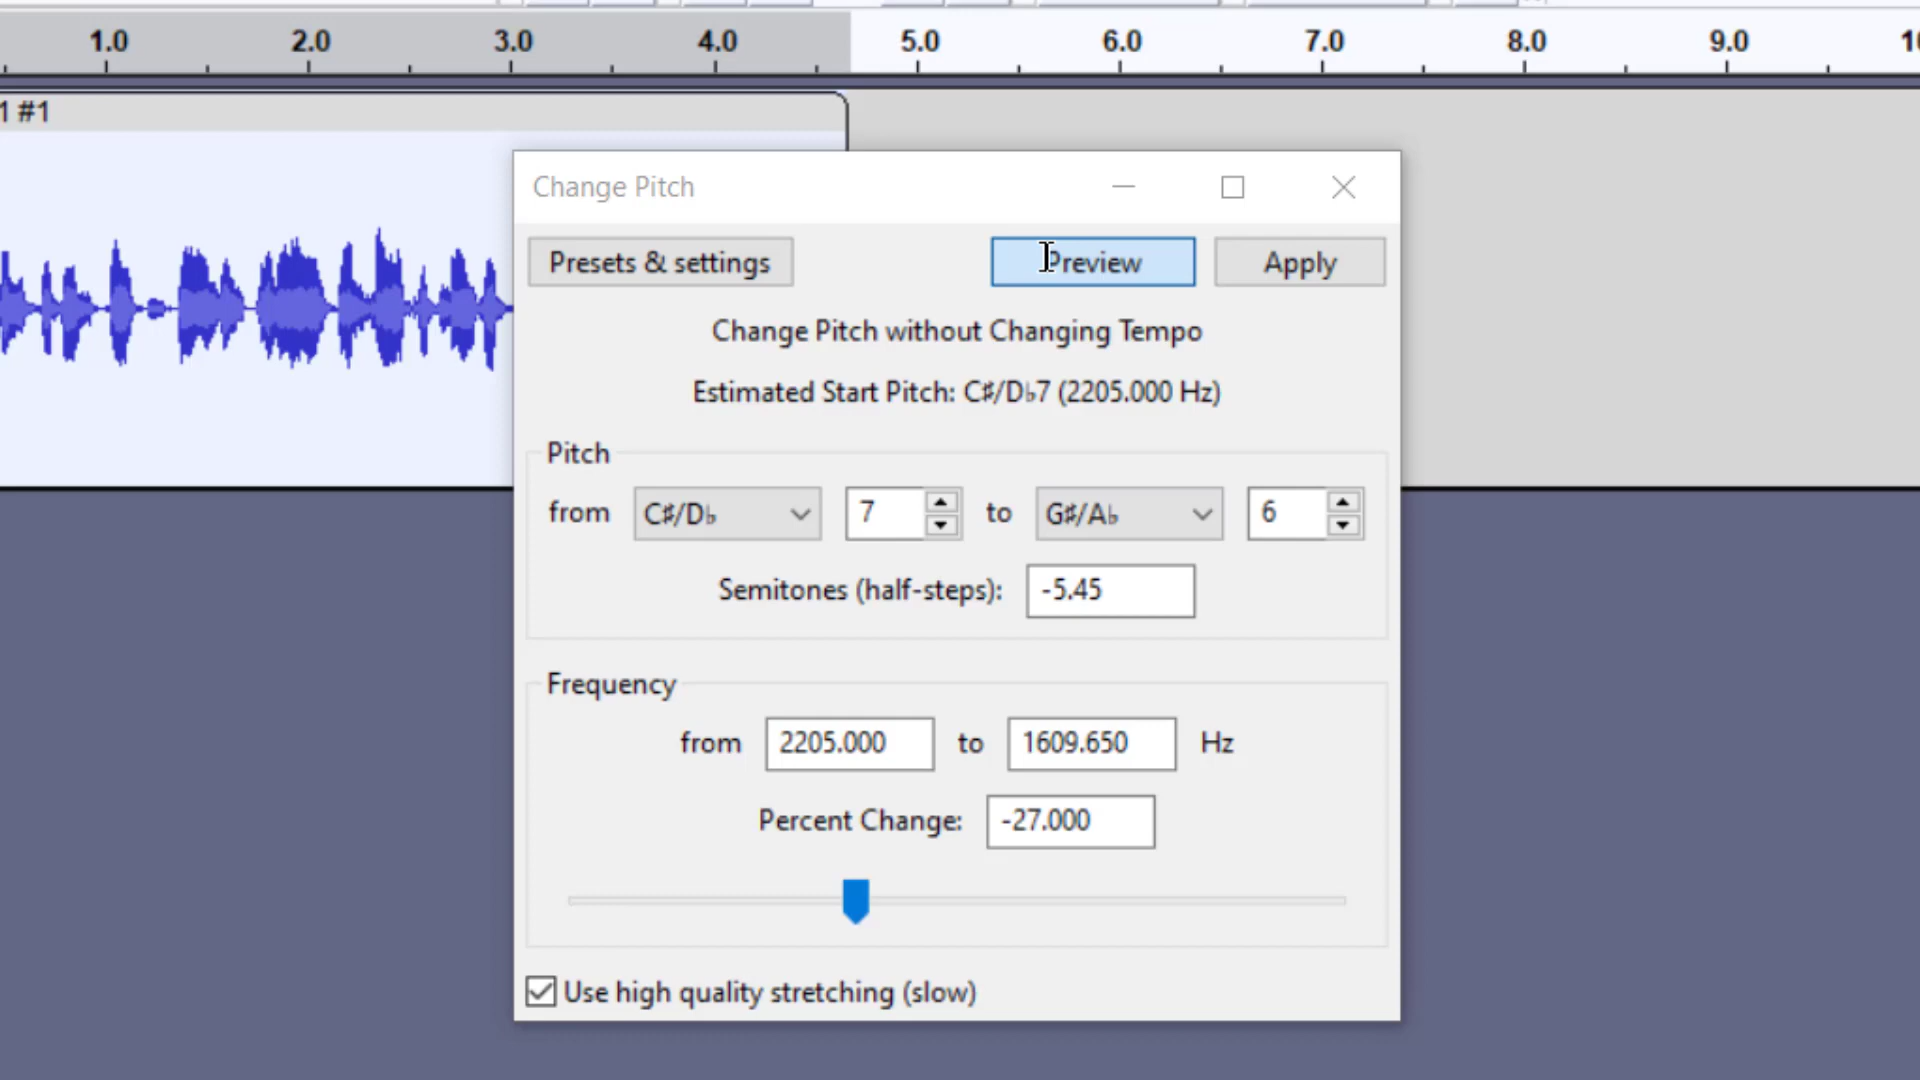 1.0 2.0 3.0 4.0 5.0 6.0 7.0 8.0 9.0
1 #1
Change Pitch
Presets & settings Preview Apply
Change Pitch without Changing Tempo
Estimated Start Pitch: C♯/D♭7 (2205.000 Hz)
Pitch
from C♯/D♭ 7 to G♯/A♭ 6
Semitones (half-steps): -5.45
Frequency
from 2205.000 to 1609.650 Hz
Percent Change: -27.000
Use high quality stretching (slow)